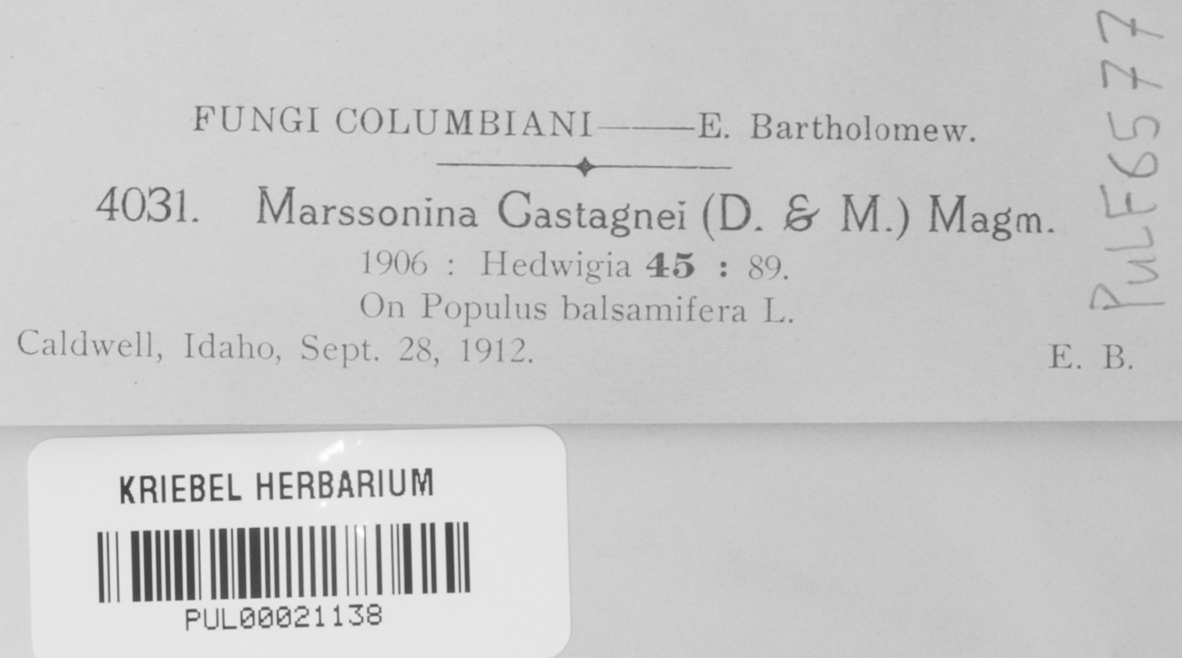 FUNGI COLUMBIANI——E. Bartholomew.
4031. Marssonina Castagnei (D. & M.) Magm.
1906 : Hedwigia 45 : 89.
On Populus balsamifera L.
Caldwell, Idaho, Sept. 28, 1912. E. B.
PulF6577
KRIEBEL HERBARIUM
PUL00021138